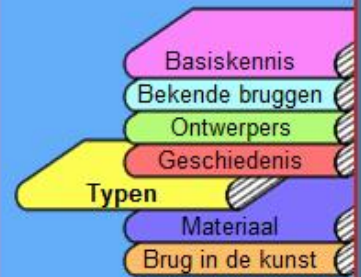 Basiskennis
Bekende bruggen
Ontwerpers
Geschiedenis
Typen
Materiaal
Brug in de kunst